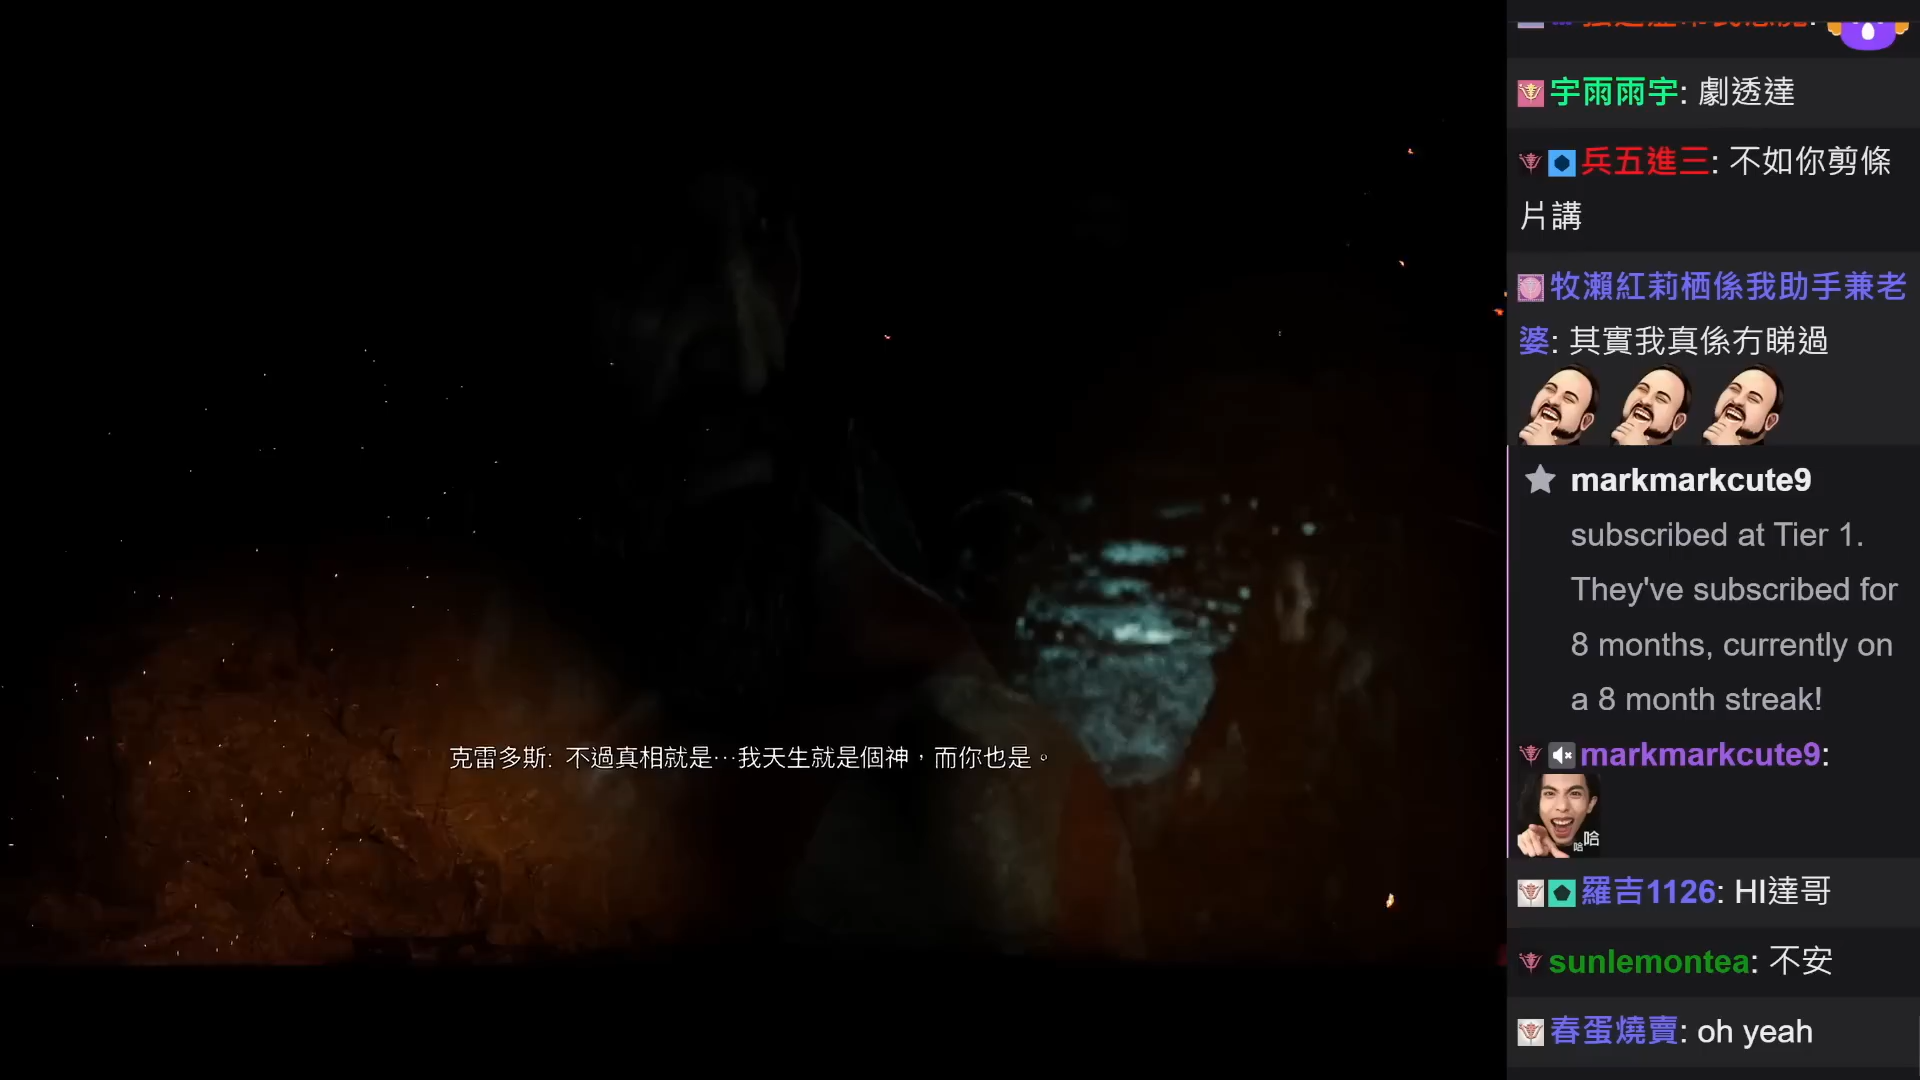 克雷多斯: 不過真相就是⋯我天生就是個神，而你也是。
宇雨雨宇: 劇透達
兵五進三: 不如你剪條
片講
牧瀨紅莉栖係我助手兼老
婆: 其實我真係冇睇過
markmarkcute9
subscribed at Tier 1.
They've subscribed for
8 months, currently on
a 8 month streak!
markmarkcute9:
哈哈
羅吉1126: HI達哥
sunlemontea: 不安
春蛋燒賣: oh yeah